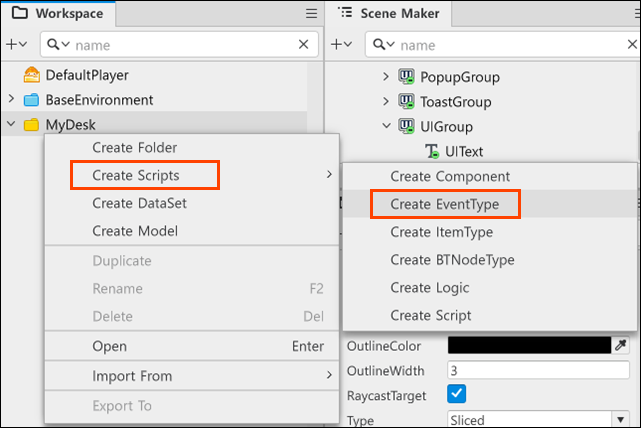 Workspace
name
DefaultPlayer
BaseEnvironment
MyDesk
Create Folder
Create Scripts
Create DataSet
Create Model
Duplicate
Rename F2
Delete Del
Open Enter
Import From
Export To
Scene Maker
name
PopupGroup
ToastGroup
UIGroup
UIText
Create Component
Create EventType
Create ItemType
Create BTNodeType
Create Logic
Create Script
OutlineColor
OutlineWidth 3
RaycastTarget
Type Sliced